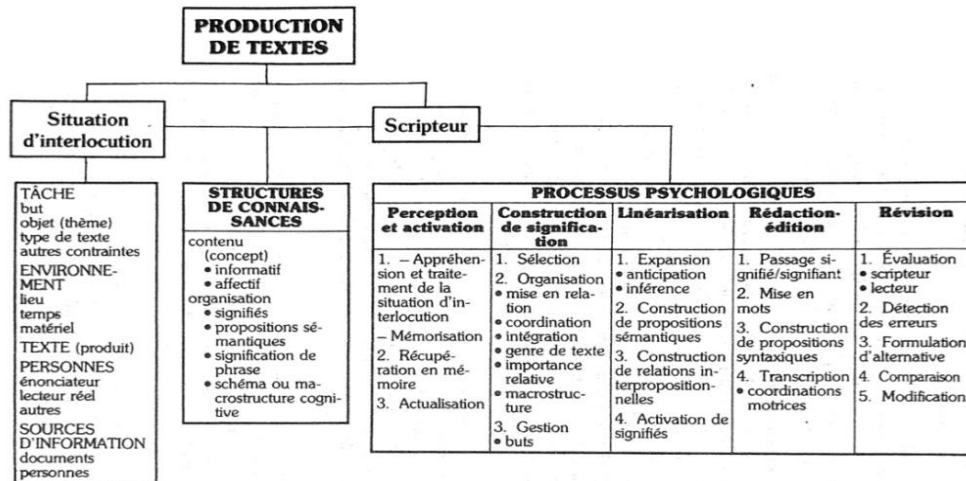 PRODUCTION
DE TEXTES
Situation
d'interlocution
Scripteur
TÂCHE
but
objet (thème)
type de texte
autres contraintes
ENVIRONNE-
MENT
lieu
temps
matériel
TEXTE (produit)
PERSONNES
énonciateur
lecteur réel
autres
SOURCES
D'INFORMATION
documents
personnes
STRUCTURES
DE CONNAIS-
SANCES
contenu
(concept)
• informatif
• affectif
organisation
• signifiés
• propositions sé-
mantiques
• signification de
phrase
• schéma ou ma-
crostructure cogni-
tive
PROCESSUS PSYCHOLOGIQUES
Perception
et activation
1. – Appréhen-
sion et traite-
ment de la
situation d'in-
terlocution
– Mémorisation
2. Récupé-
ration en mé-
moire
3. Actualisation
Construction
de significa-
tion
1. Sélection
2. Organisation
• mise en rela-
tion
• coordination
• intégration
• genre de texte
• importance
relative
• macrostruc-
ture
3. Gestion
• buts
Linéarisation
1. Expansion
• anticipation
• inférence
2. Construction
de propositions
sémantiques
3. Construction
de relations in-
terproposition-
nelles
4. Activation de
signifiés
Rédaction-
édition
1. Passage si-
gnifié/signifiant
2. Mise en
mots
3. Construction
de propositions
syntaxiques
4. Transcription
• coordinations
motrices
Révision
1. Évaluation
• scripteur
• lecteur
2. Détection
des erreurs
3. Formulation
d'alternative
4. Comparaison
5. Modification